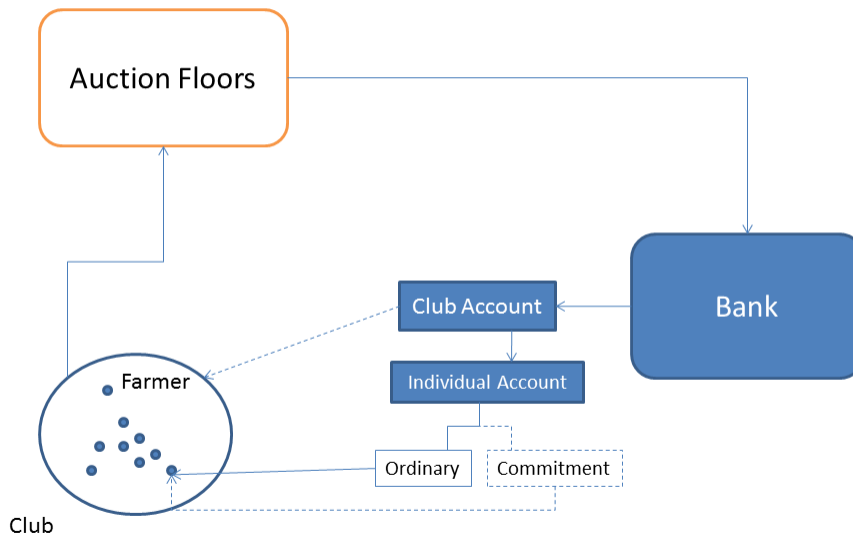 Auction Floors
Bank
Club Account
Individual Account
Farmer
Ordinary
Commitment
Club